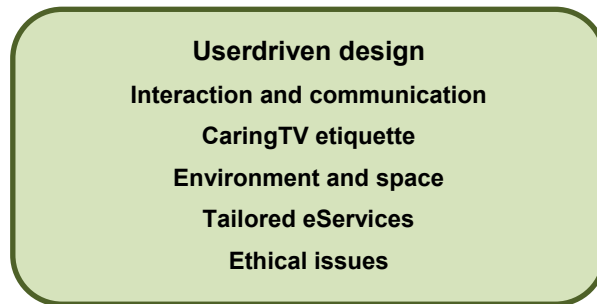 Userdriven design
Interaction and communication
CaringTV etiquette
Environment and space
Tailored eServices
Ethical issues